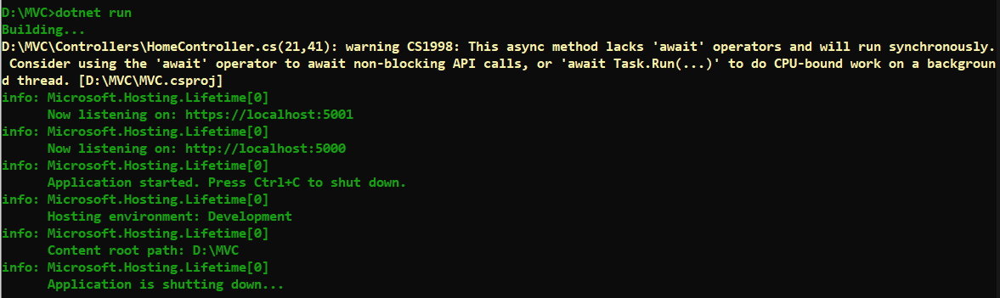 D:\MVC>dotnet run
Building...
D:\MVC\Controllers\HomeController.cs(21,41): warning CS1998: This async method lacks 'await' operators and will run synchronously.
 Consider using the 'await' operator to await non-blocking API calls, or 'await Task.Run(...)' to do CPU-bound work on a backgroun
d thread. [D:\MVC\MVC.csproj]
info: Microsoft.Hosting.Lifetime[0]
      Now listening on: https://localhost:5001
info: Microsoft.Hosting.Lifetime[0]
      Now listening on: http://localhost:5000
info: Microsoft.Hosting.Lifetime[0]
      Application started. Press Ctrl+C to shut down.
info: Microsoft.Hosting.Lifetime[0]
      Hosting environment: Development
info: Microsoft.Hosting.Lifetime[0]
      Content root path: D:\MVC
info: Microsoft.Hosting.Lifetime[0]
      Application is shutting down...